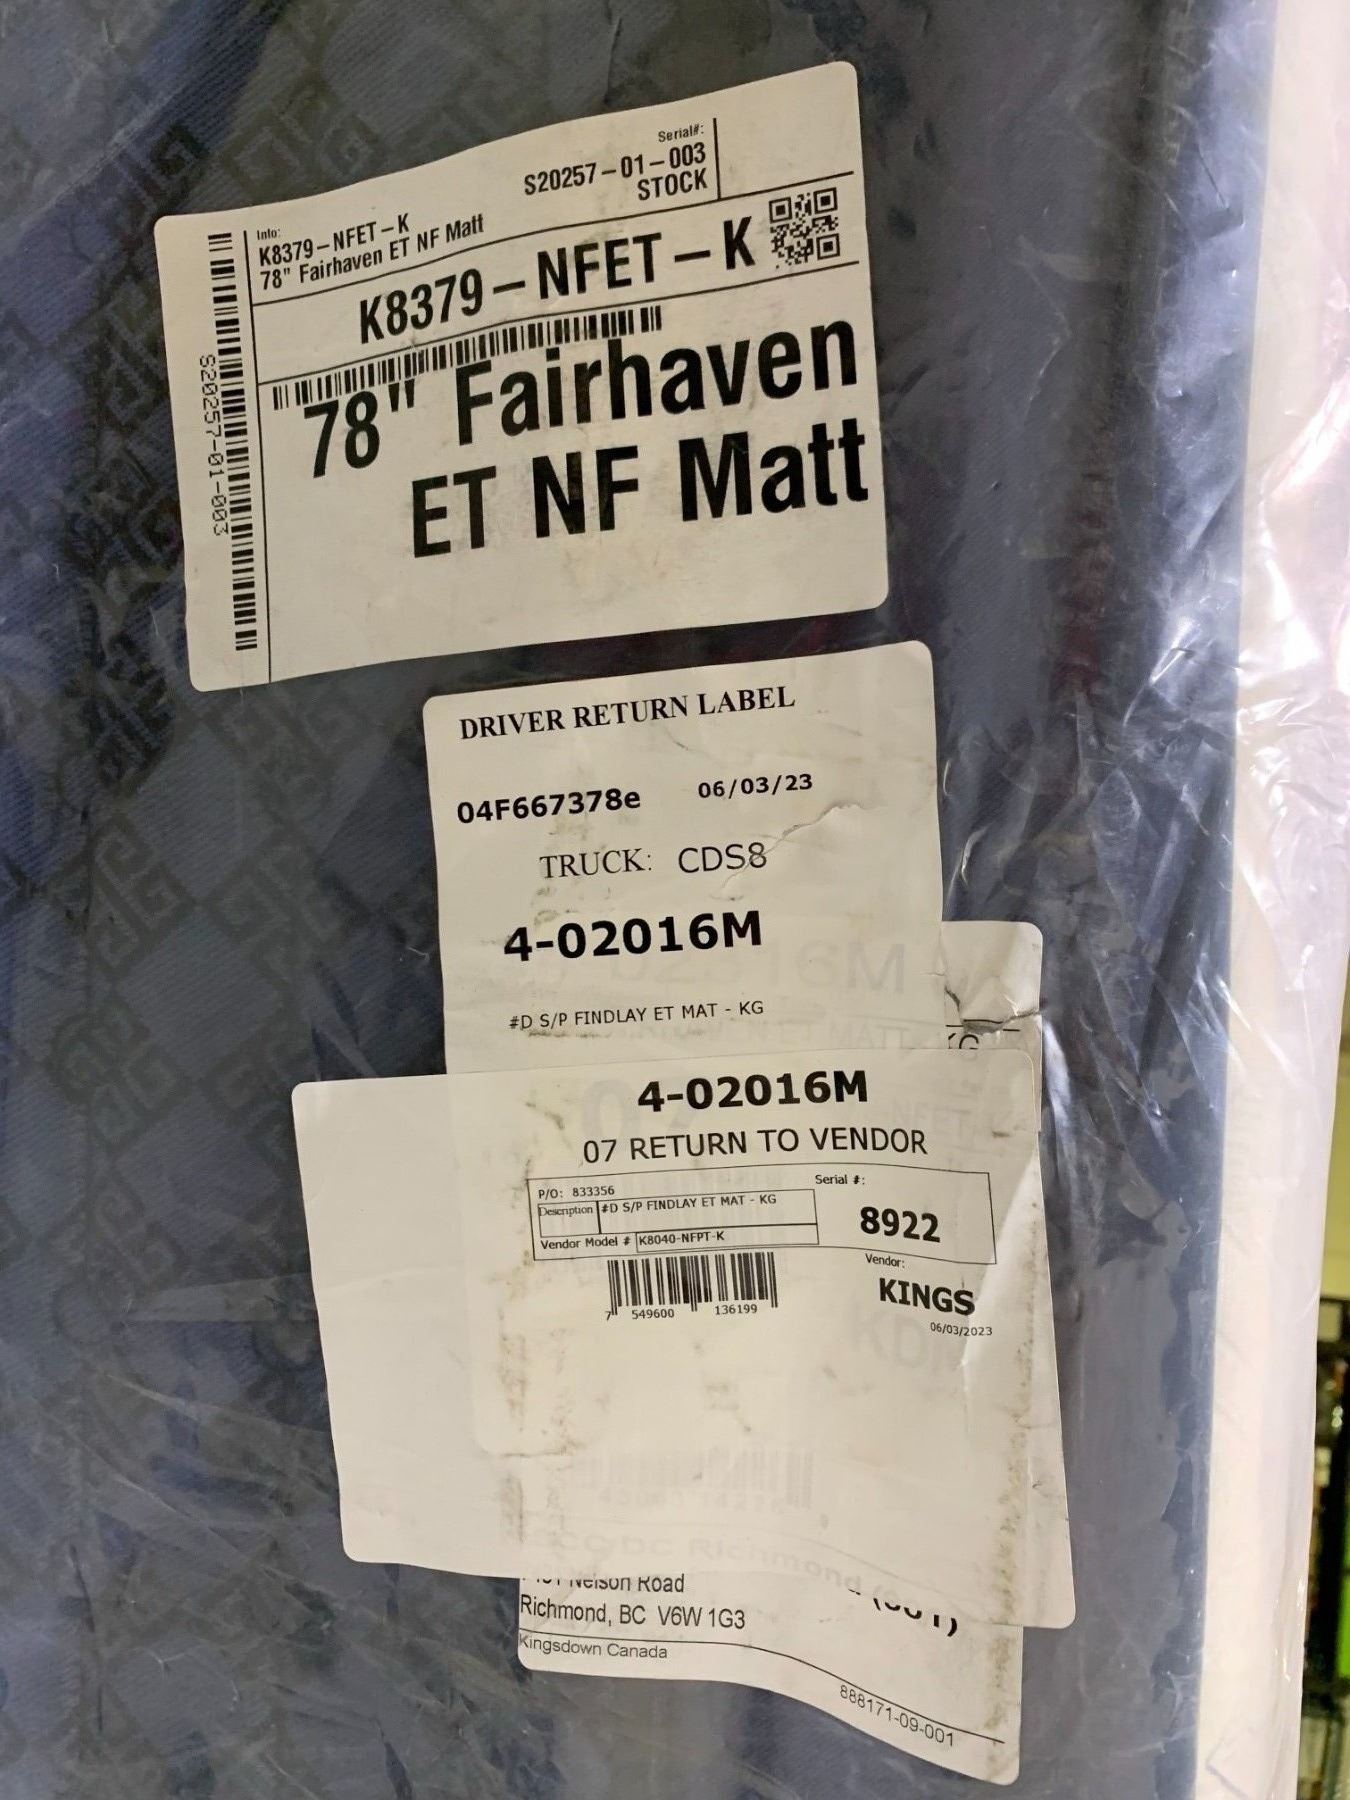 Serial#:
S20257-01-003
STOCK
Info:
K8379-NFET-K
78" Fairhaven ET NF Matt
K8379-NFET-K
78" Fairhaven
ET NF Matt
S20257-01-003
DRIVER RETURN LABEL
04F667378e 06/03/23
TRUCK: CDS8
4-02016M
#D S/P FINDLAY ET MAT - KG
KG
4-02016M
07 RETURN TO VENDOR
P/O: 833356 Serial #:
Description #D S/P FINDLAY ET MAT - KG
8922
Vendor Model # K8040-NFPT-K
Vendor:
KINGS
7 549600 136199
06/03/2023
Richmond
Nelson Road
Richmond, BC V6W 1G3
Kingsdown Canada
888171-09-001